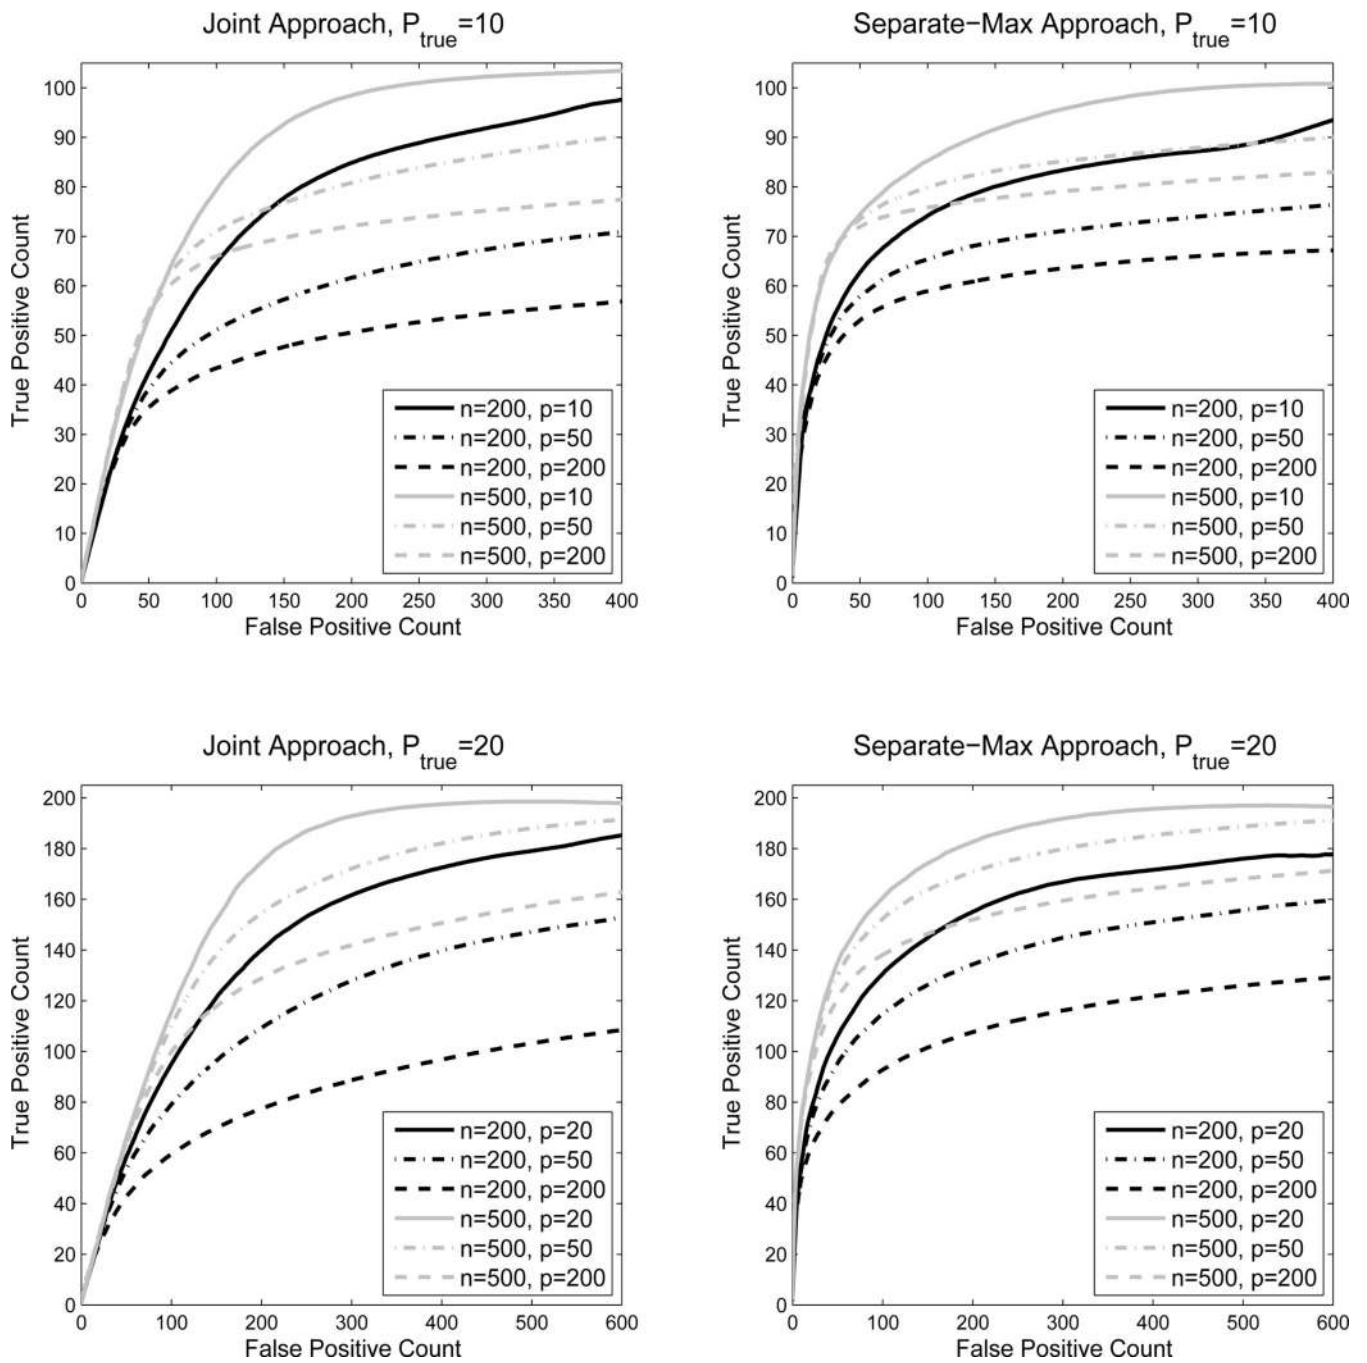 Joint Approach, P_true=10
True Positive Count
100
90
80
70
60
50
40
30
20
10
0
n=200, p=10
n=200, p=50
n=200, p=200
n=500, p=10
n=500, p=50
n=500, p=200
0 50 100 150 200 250 300 350 400
False Positive Count
Separate−Max Approach, P_true=10
True Positive Count
100
90
80
70
60
50
40
30
20
10
0
n=200, p=10
n=200, p=50
n=200, p=200
n=500, p=10
n=500, p=50
n=500, p=200
0 50 100 150 200 250 300 350 400
False Positive Count
Joint Approach, P_true=20
True Positive Count
200
180
160
140
120
100
80
60
40
20
0
n=200, p=20
n=200, p=50
n=200, p=200
n=500, p=20
n=500, p=50
n=500, p=200
0 100 200 300 400 500 600
False Positive Count
Separate−Max Approach, P_true=20
True Positive Count
200
180
160
140
120
100
80
60
40
20
0
n=200, p=20
n=200, p=50
n=200, p=200
n=500, p=20
n=500, p=50
n=500, p=200
0 100 200 300 400 500 600
False Positive Count